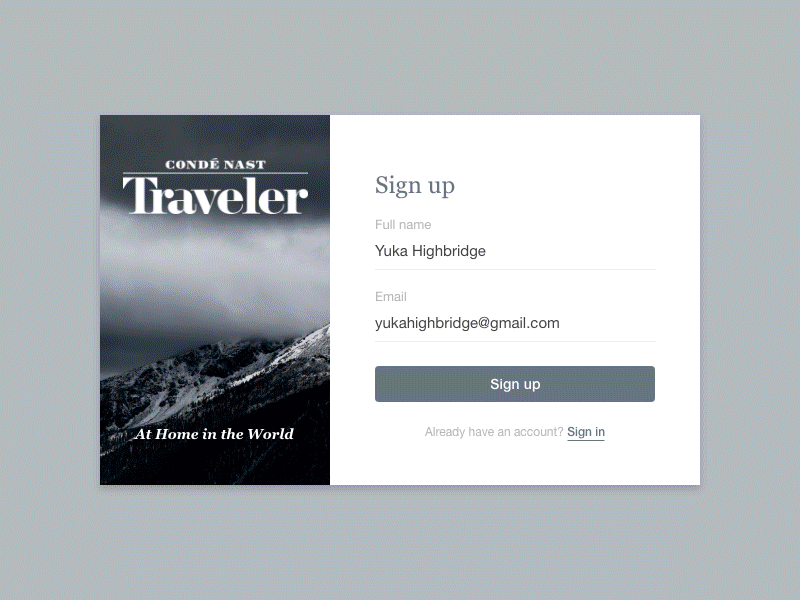 CONDÉ NAST
Traveler
At Home in the World
Sign up
Full name
Yuka Highbridge
Email
yukahighbridge@gmail.com
Sign up
Already have an account? Sign in